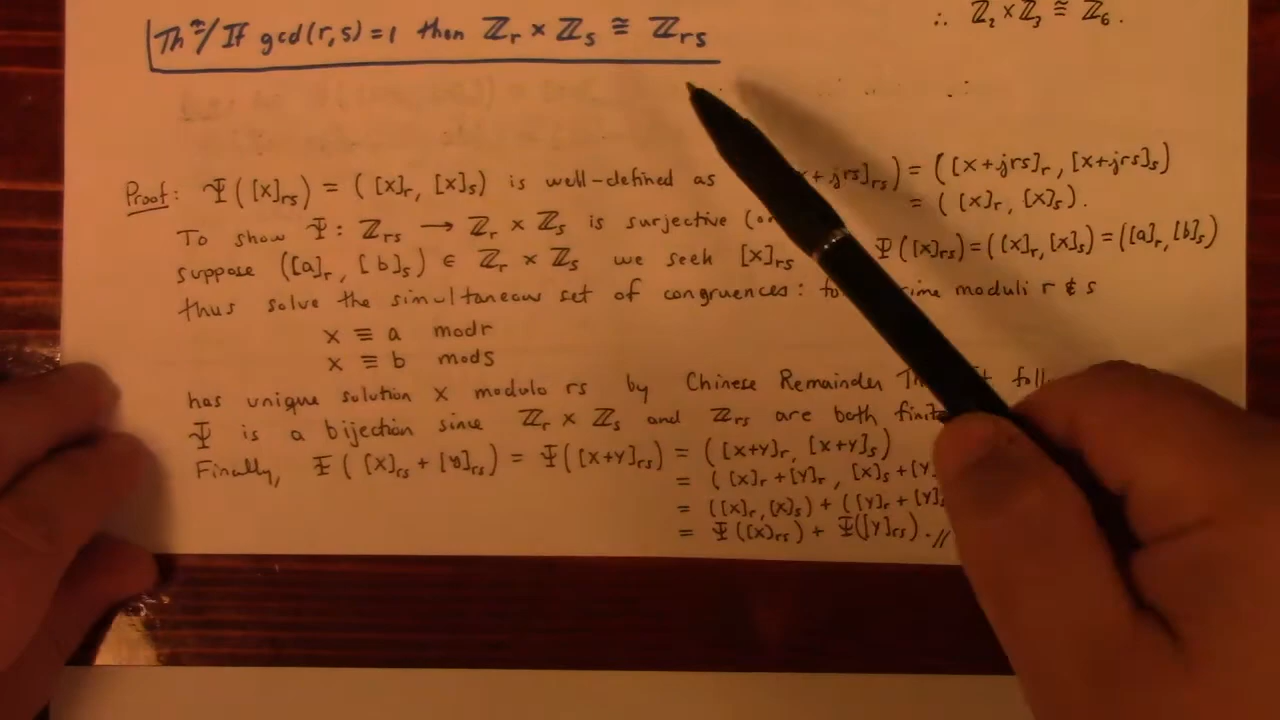 Thᵐ/ If gcd(r,s)=1 then ℤr × ℤs ≅ ℤrs
∴ ℤ2 × ℤ3 ≅ ℤ6.
Proof: Ψ([x]rs) = ([x]r, [x]s) is well-defined as x+jrs]rs) = ([x+jrs]r, [x+jrs]s)
= ([x]r, [x]s).
To show Ψ: ℤrs → ℤr × ℤs is surjective
suppose ([a]r, [b]s) ∈ ℤr × ℤs we seek [x]rs Ψ([x]rs) = ([x]r, [x]s) = ([a]r, [b]s)
thus solve the simultaneous set of congruences: moduli r & s
x ≡ a mod r
x ≡ b mod s
has unique solution x modulo rs by Chinese Remainder
Ψ is a bijection since ℤr × ℤs and ℤrs are both
Finally, Ψ([x]rs + [y]rs) = Ψ([x+y]rs) = ([x+y]r, [x+y]s)
= ([x]r + [y]r, [x]s + [y]
= ([x]r, [x]s) + ([y]r + [y]s
= Ψ([x]rs) + Ψ([y]rs). //